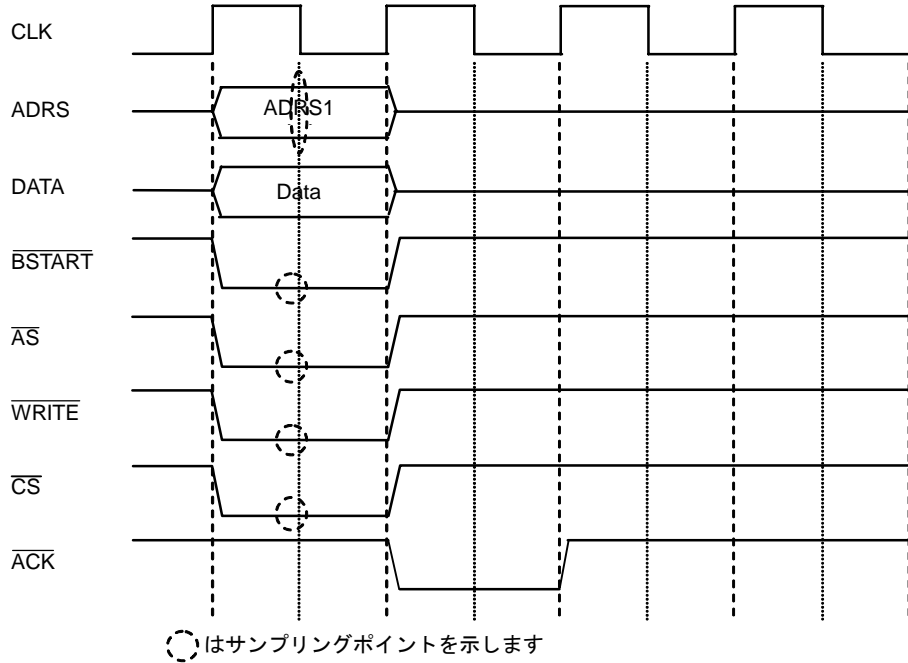 CLK
ADRS
ADRS1
DATA
Data
BSTART
AS
WRITE
CS
ACK
はサンプリングポイントを示します